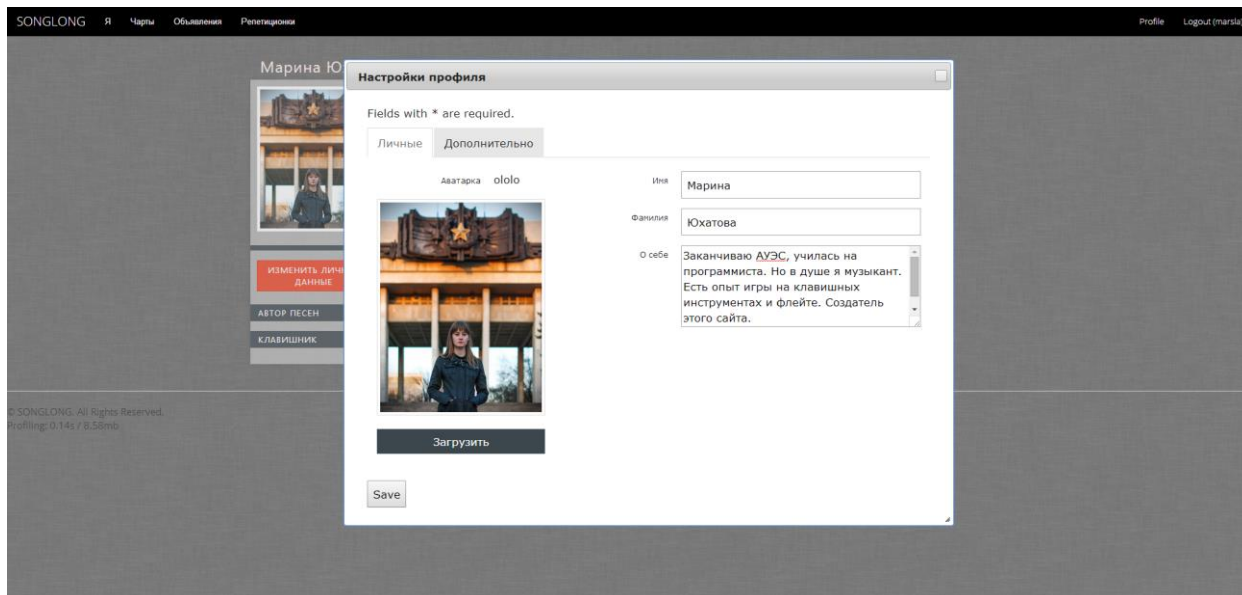 SONGLONG Я Чарты Объявления Репетиционки Profile Logout (marsla)
Марина Ю
Настройки профиля
Fields with * are required.
Личные Дополнительно
Аватарка ololo
Имя Марина
Фамилия Юхатова
О себе Заканчиваю АУЭС, училась на
программиста. Но в душе я музыкант.
Есть опыт игры на клавишных
инструментах и флейте. Создатель
этого сайта.
ИЗМЕНИТЬ ЛИЧН
ДАННЫЕ
АВТОР ПЕСЕН
КЛАВИШНИК
Загрузить
Save
© SONGLONG. All Rights Reserved.
Profiling: 0.14s / 8.58mb